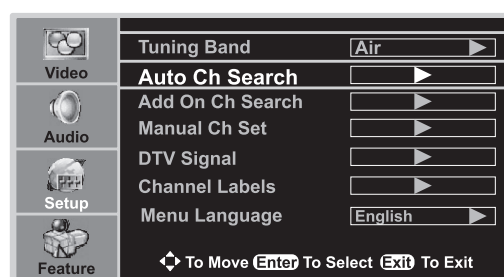 Video
Audio
Setup
Feature
Tuning Band Air
Auto Ch Search
Add On Ch Search
Manual Ch Set
DTV Signal
Channel Labels
Menu Language English
To Move Enter To Select Exit To Exit